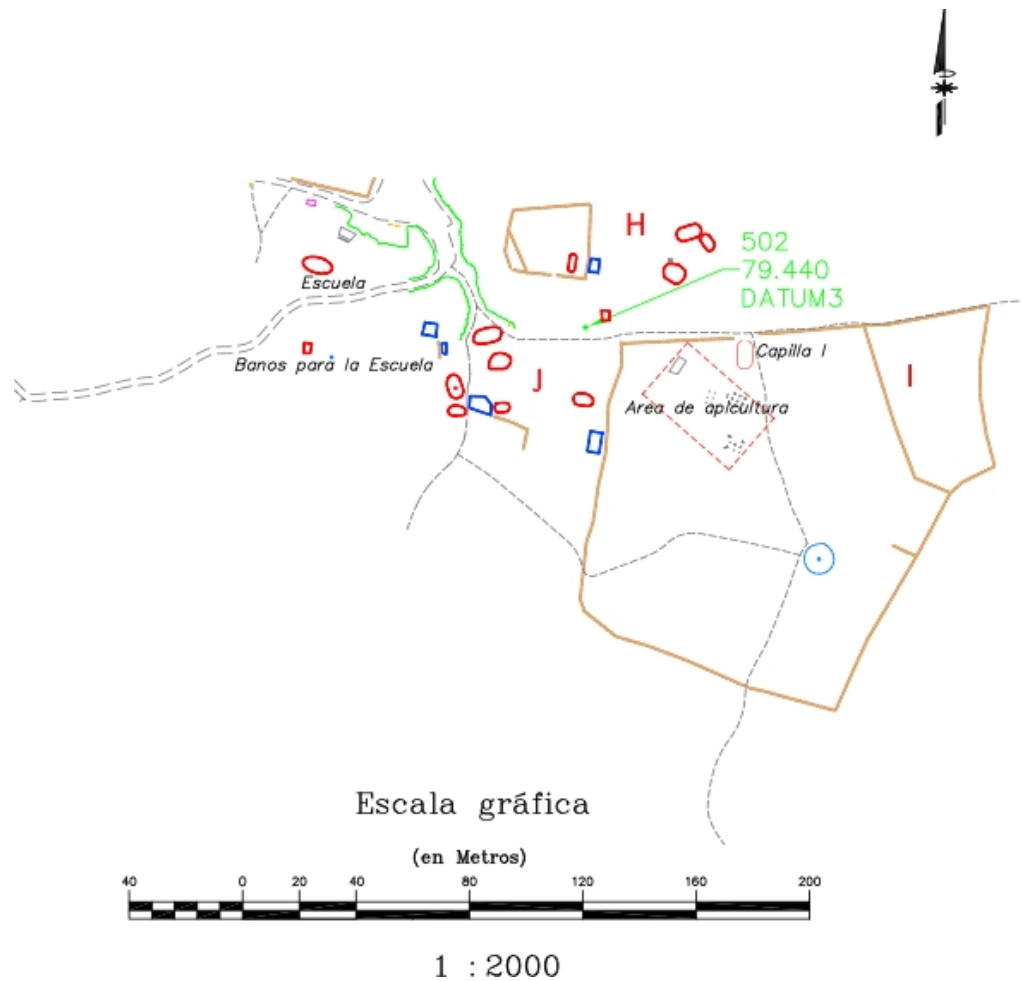 H
502
79.440
DATUM3
Escuela
Capilla I
Banos para la Escuela
J
I
Area de apicultura
Escala gráfica
(en Metros)
40 0 20 40 80 120 160 200
1 : 2000